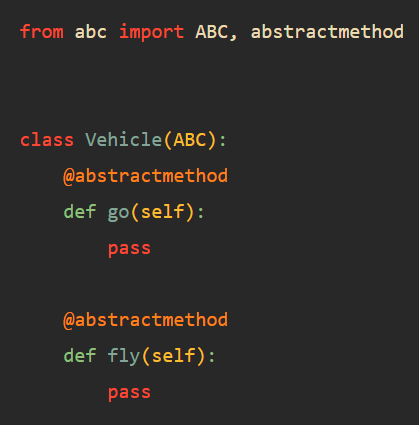 from abc import ABC, abstractmethod
class Vehicle(ABC):
    @abstractmethod
    def go(self):
        pass
    @abstractmethod
    def fly(self):
        pass